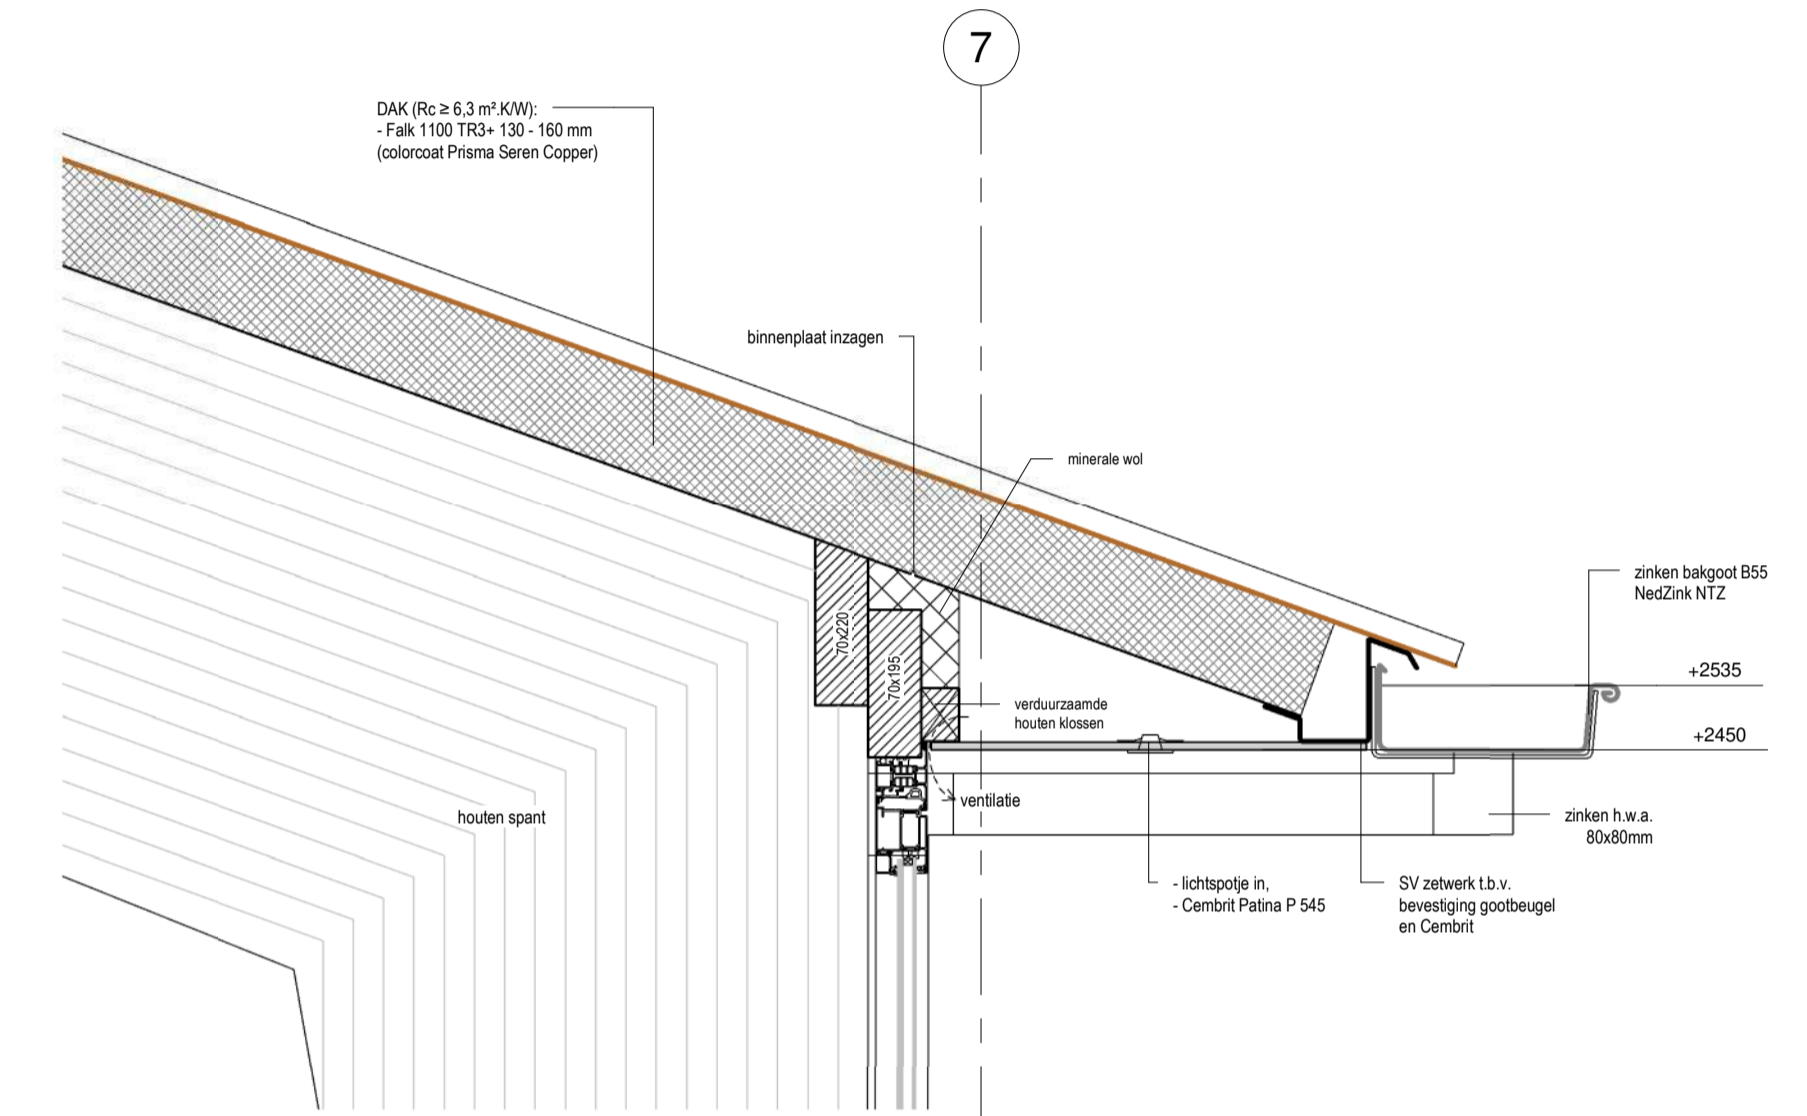 7
DAK (Rc ≥ 6,3 m².K/W):
- Falk 1100 TR3+ 130 - 160 mm
(colorcoat Prisma Seren Copper)
binnenplaat inzagen
minerale wol
zinken bakgoot B55
NedZink NTZ
70x220
70x195
+2535
verduurzaamde
houten klossen
+2450
ventilatie
houten spant
zinken h.w.a.
80x80mm
- lichtspotje in,
- Cembrit Patina P 545
SV zetwerk t.b.v.
bevestiging gootbeugel
en Cembrit